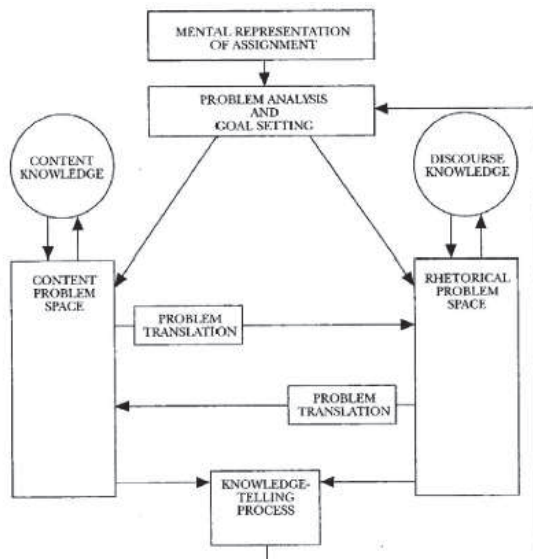 MENTAL REPRESENTATION
OF ASSIGNMENT
PROBLEM ANALYSIS
AND
GOAL SETTING
CONTENT
KNOWLEDGE
DISCOURSE
KNOWLEDGE
CONTENT
PROBLEM
SPACE
RHETORICAL
PROBLEM
SPACE
PROBLEM
TRANSLATION
PROBLEM
TRANSLATION
KNOWLEDGE-
TELLING
PROCESS